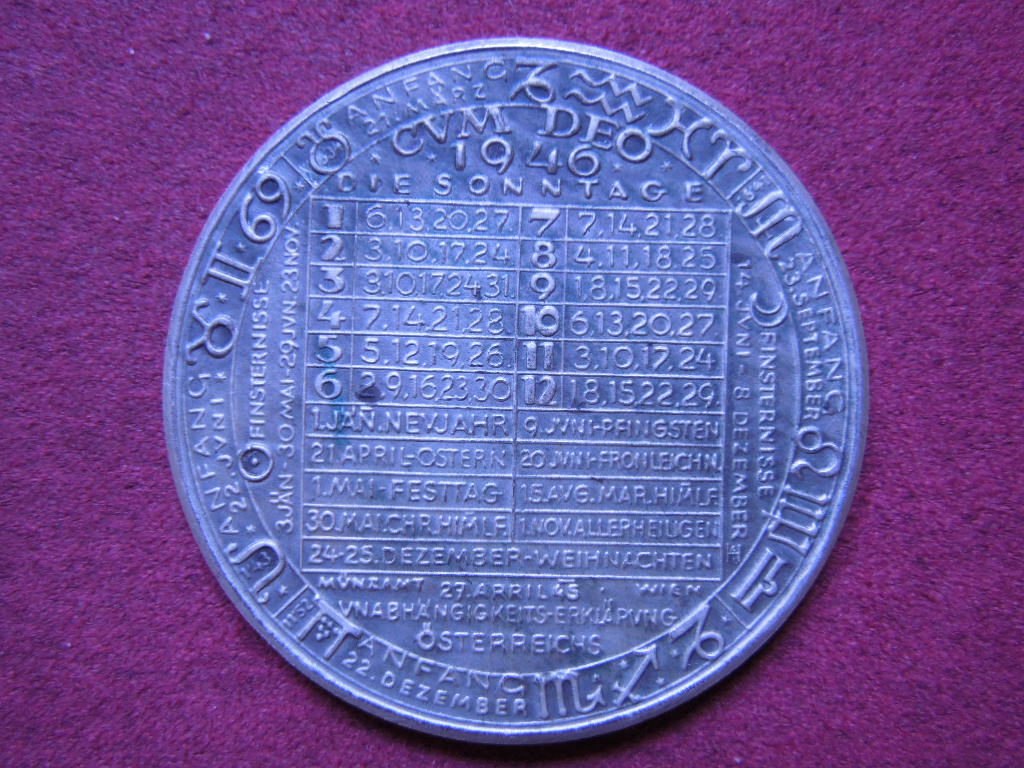 CVM DEO
1946
DIE SONNTAGE
1 6.13.20.27. 7 7.14.21.28
2 3.10.17.24 8 4.11.18.25
3 3.10.17.24.31. 9 1.8.15.22.29
4 7.14.21.28. 10 6.13.20.27
5 5.12.19.26. 11 3.10.17.24
6 2.9.16.23.30 12 1.8.15.22.29
1.JÄN.NEVJAHR 9.JVNI-PFINGSTEN
21.APRIL-OSTERN 20.JVNI-FRONLEICHN.
1.MAI-FESTTAG 15.AVG.MAR.HIMLF.
30.MAI.CHR.HIMLF. 1.NOV.ALLERHEILIGEN
24-25.DEZEMBER-WEIHNACHTEN
MÜNZAMT 27.APRIL 45 WIEN
VNABHÄNGIGKEITS-ERKLÄRVNG
ÖSTERREICHS
FINSTERNISSE
3.JÄN-30.MAI-29.JVN.23NOV.
FINSTERNISSE
14.JVNI-8 DEZEMBER
ANFANG
21.MÄRZ
ANFANG
23.SEPTEMBER
ANFANG
22.DEZEMBER
ANFANG
22.JVNI